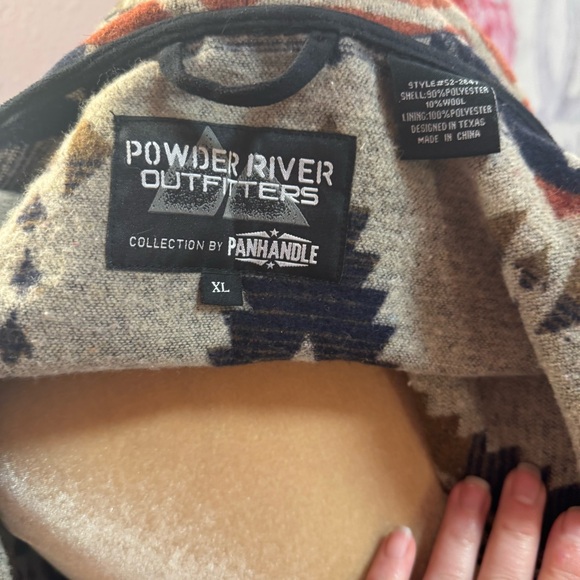 POWDER RIVER
OUTFITTERS
COLLECTION BY PANHANDLE
XL
SHELL: 90% POLYESTER
10% WOOL
LINING: 100% POLYESTER
DESIGNED IN TEXAS
MADE IN CHINA